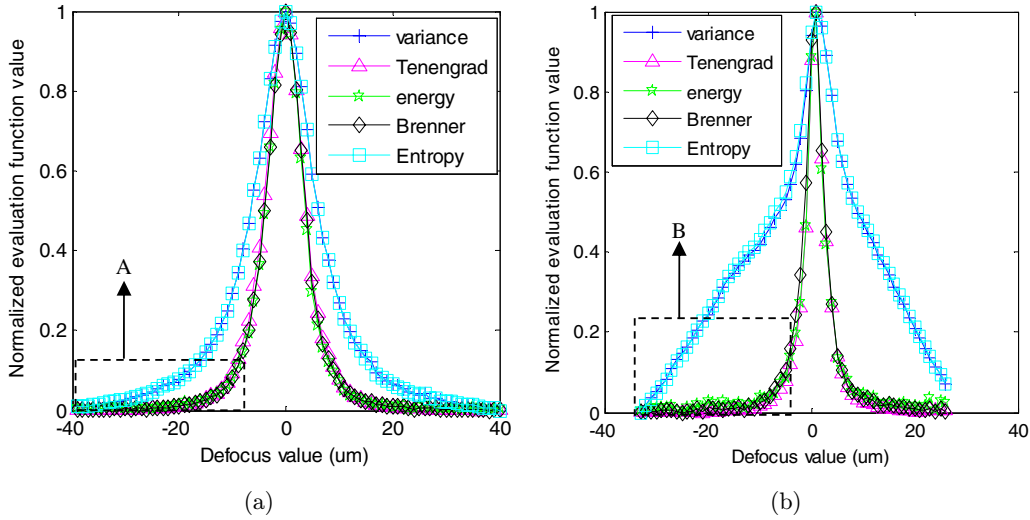 Normalized evaluation function value
1
0.8
0.6
0.4
0.2
0
-40
-20
0
20
40
Defocus value (um)
variance
Tenengrad
energy
Brenner
Entropy
A
(a)
Normalized evaluation function value
1
0.8
0.6
0.4
0.2
0
-40
-20
0
20
40
Defocus value (um)
variance
Tenengrad
energy
Brenner
Entropy
B
(b)